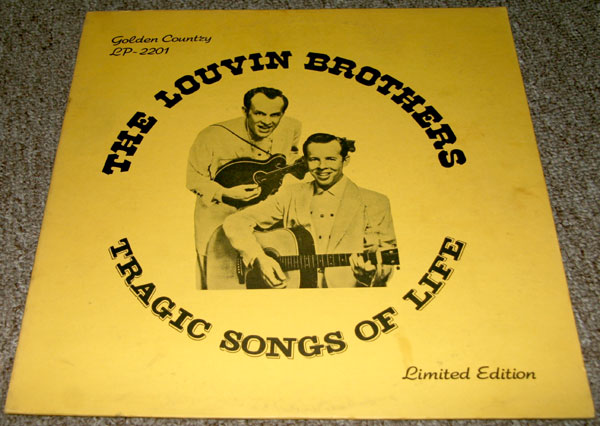 Golden Country
LP-2201
THE LOUVIN BROTHERS
TRAGIC SONGS OF LIFE
Limited Edition